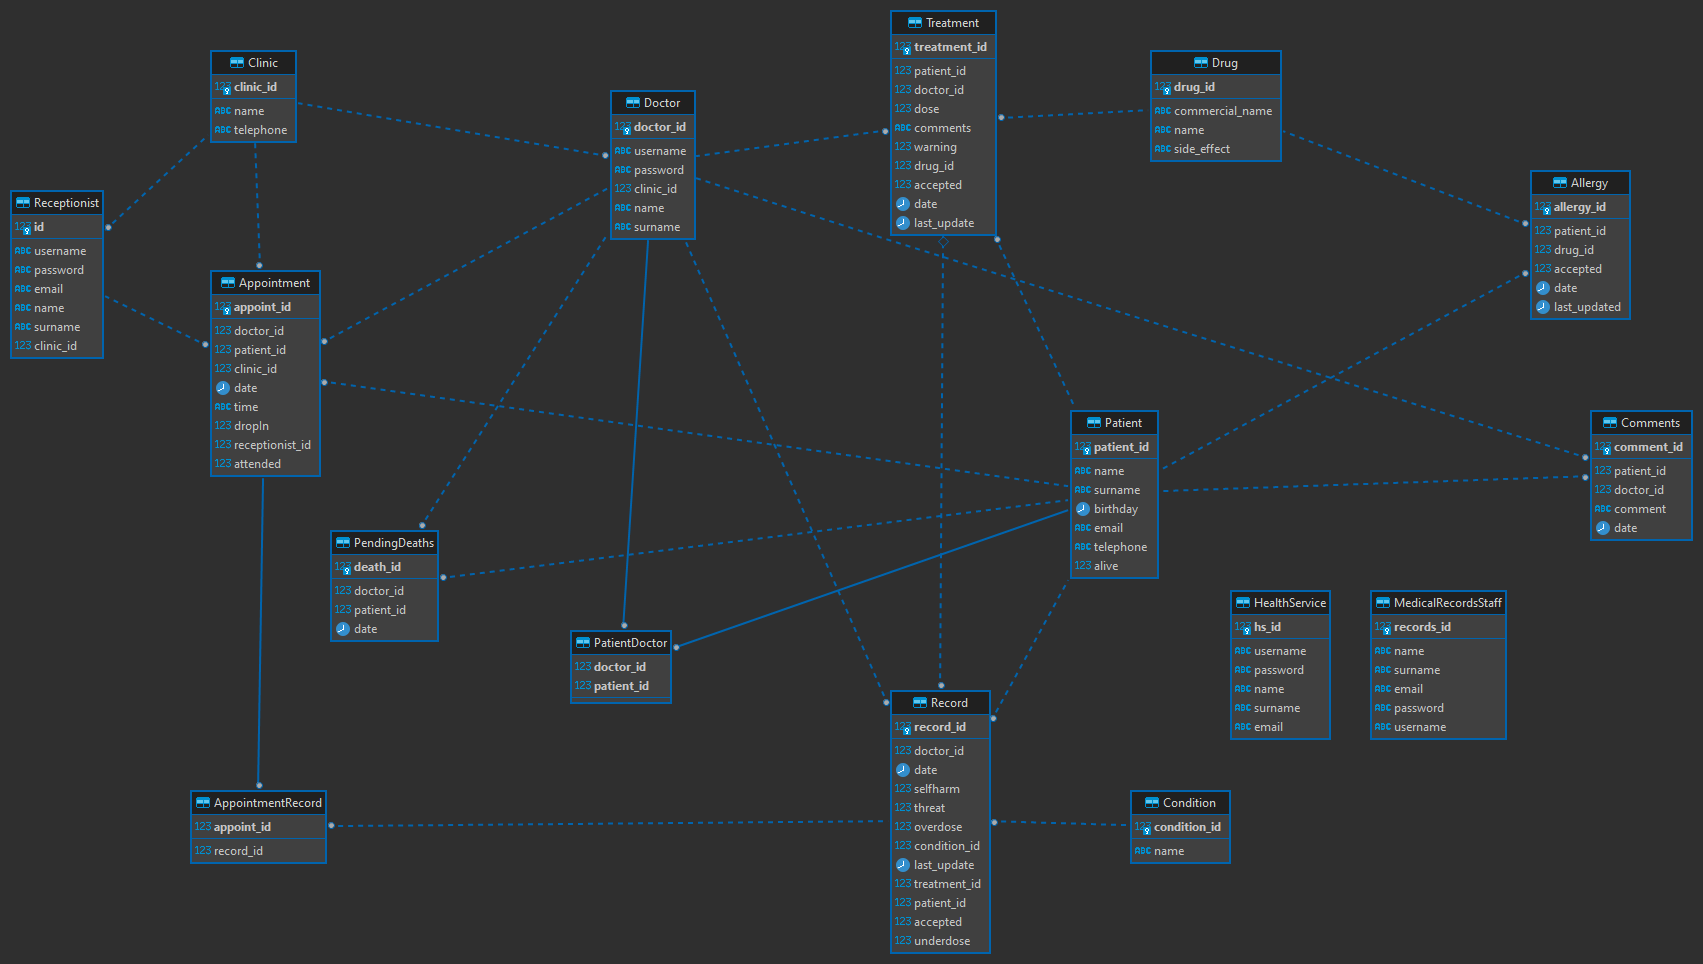 Treatment
123 treatment_id
123 patient_id
123 doctor_id
123 dose
ABC comments
123 warning
123 drug_id
123 accepted
date
last_update
Clinic
123 clinic_id
ABC name
ABC telephone
Drug
123 drug_id
ABC commercial_name
ABC name
ABC side_effect
Doctor
123 doctor_id
ABC username
ABC password
123 clinic_id
ABC name
ABC surname
Allergy
123 allergy_id
123 patient_id
123 drug_id
123 accepted
date
last_updated
Receptionist
123 id
ABC username
ABC password
ABC email
ABC name
ABC surname
123 clinic_id
Appointment
123 appoint_id
123 doctor_id
123 patient_id
123 clinic_id
date
ABC time
123 dropIn
123 receptionist_id
123 attended
Patient
123 patient_id
ABC name
ABC surname
birthday
ABC email
ABC telephone
123 alive
Comments
123 comment_id
123 patient_id
123 doctor_id
ABC comment
date
PendingDeaths
123 death_id
123 doctor_id
123 patient_id
date
HealthService
123 hs_id
ABC username
ABC password
ABC name
ABC surname
ABC email
MedicalRecordsStaff
123 records_id
ABC name
ABC surname
ABC email
ABC password
ABC username
PatientDoctor
123 doctor_id
123 patient_id
Record
123 record_id
123 doctor_id
date
123 selfharm
123 threat
123 overdose
123 condition_id
last_update
123 treatment_id
123 patient_id
123 accepted
123 underdose
AppointmentRecord
123 appoint_id
123 record_id
Condition
123 condition_id
ABC name